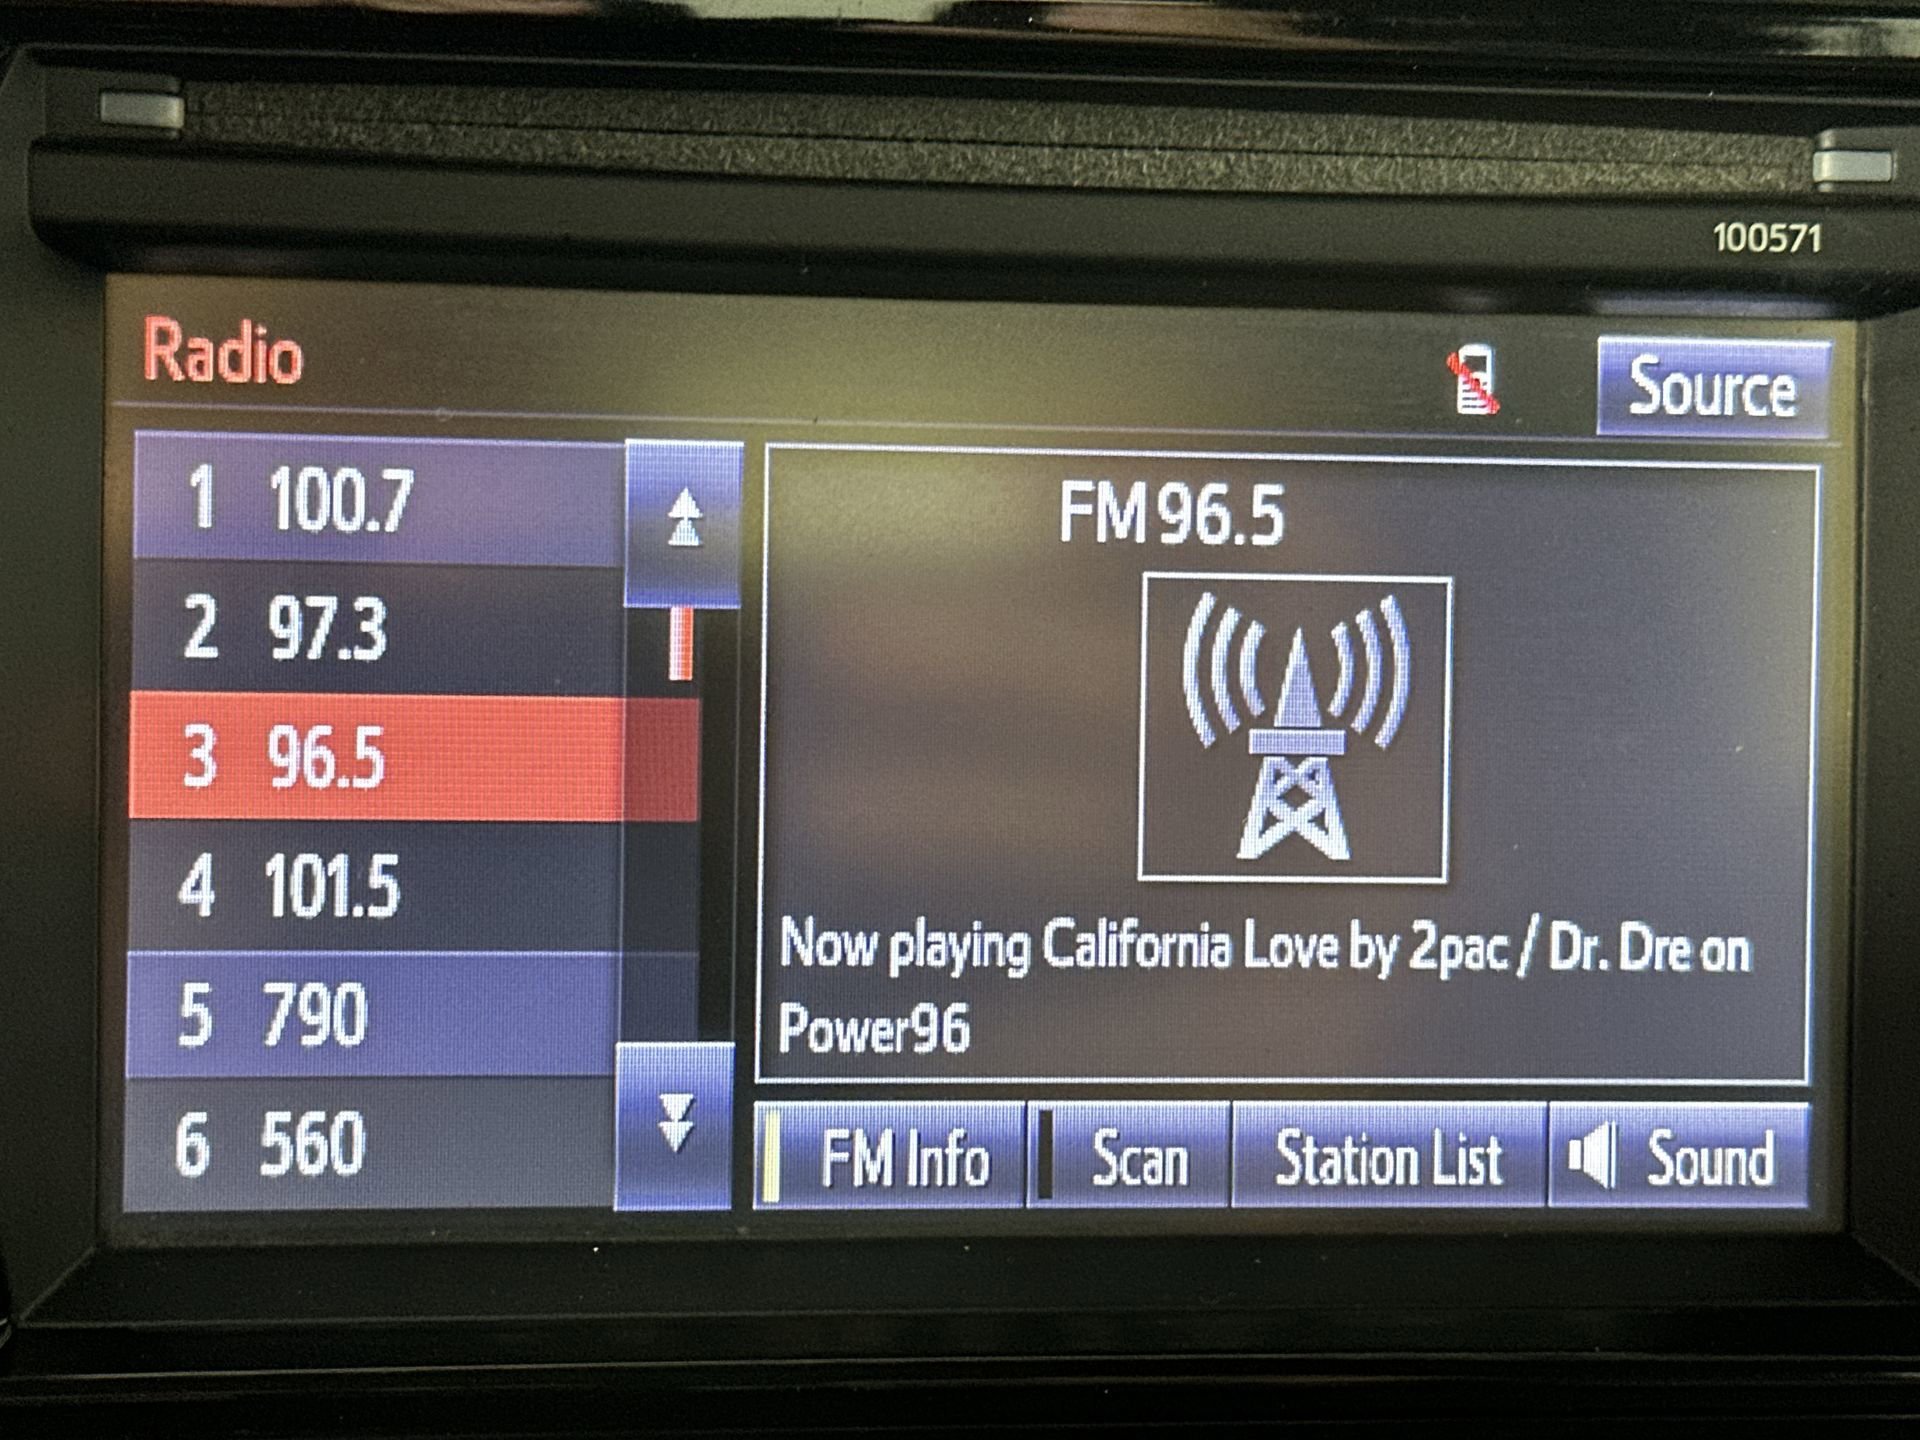 100571
Radio
Source
1 100.7
2 97.3
3 96.5
4 101.5
5 790
6 560
FM 96.5
Now playing California Love by 2pac / Dr. Dre on
Power96
FM Info
Scan
Station List
Sound